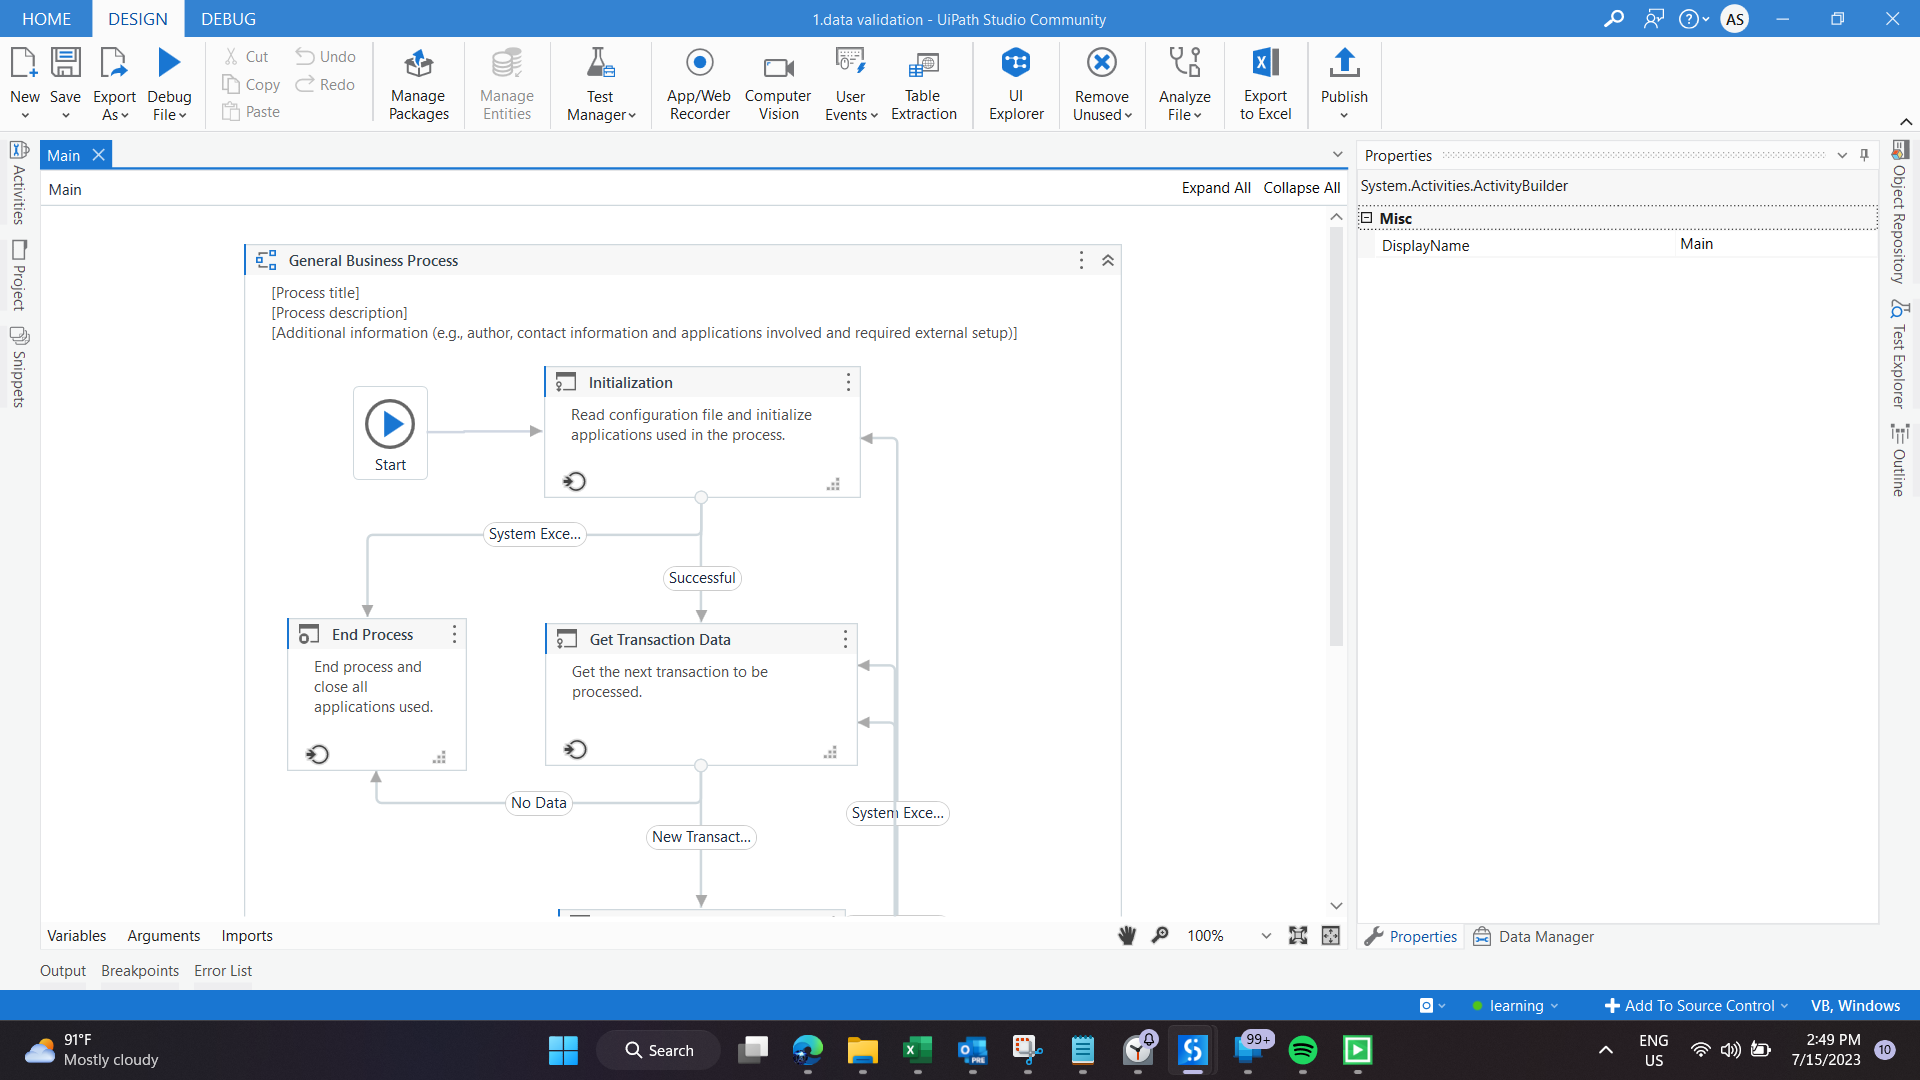 HOME DESIGN DEBUG
1.data validation - UiPath Studio Community
AS
New
Save
Export As
Debug File
Cut
Copy
Paste
Undo
Redo
Manage Packages
Manage Entities
Test Manager
App/Web Recorder
Computer Vision
User Events
Table Extraction
UI Explorer
Remove Unused
Analyze File
Export to Excel
Publish
Activities
Project
Snippets
Main
Main
Expand All Collapse All
General Business Process
[Process title]
[Process description]
[Additional information (e.g., author, contact information and applications involved and required external setup)]
Start
Initialization
Read configuration file and initialize
applications used in the process.
System Exce...
Successful
End Process
End process and
close all
applications used.
Get Transaction Data
Get the next transaction to be
processed.
No Data
System Exce...
New Transact...
Variables Arguments Imports
100%
Output Breakpoints Error List
Properties
System.Activities.ActivityBuilder
Misc
DisplayName Main
Properties Data Manager
Object Repository
Test Explorer
Outline
learning
Add To Source Control
VB, Windows
91°F
Mostly cloudy
Search
PRE
99+
ENG
US
2:49 PM
7/15/2023
10